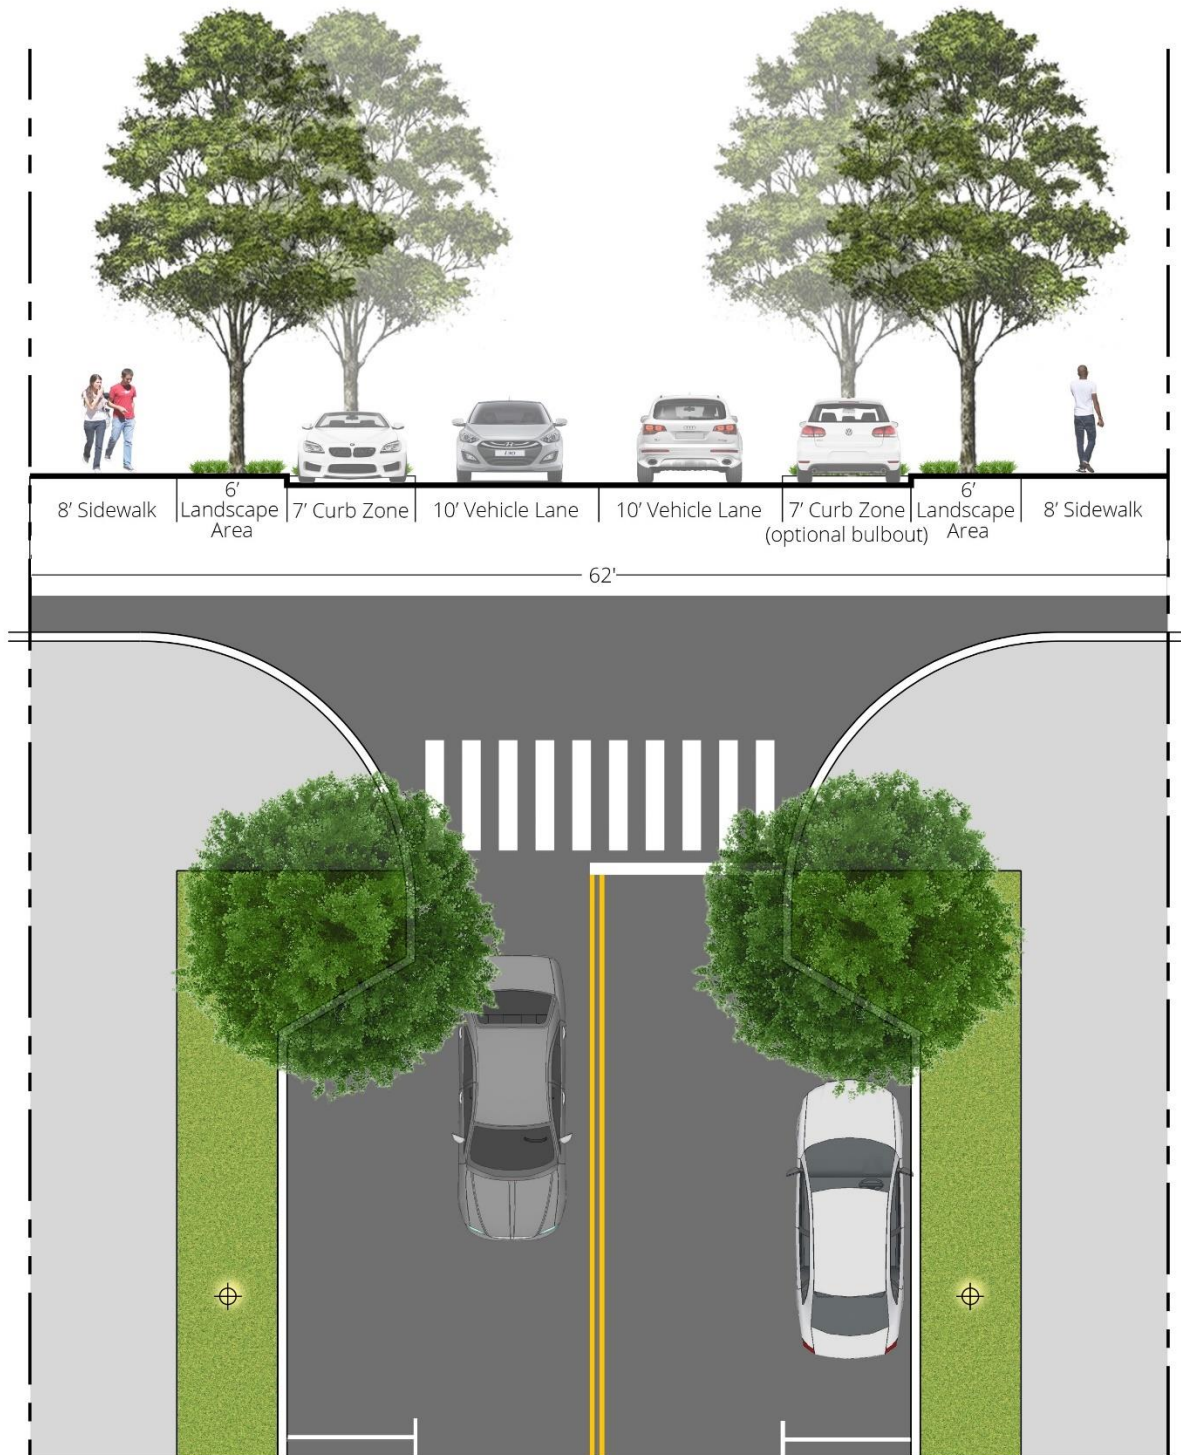 8’ Sidewalk
6’
Landscape
Area
7’ Curb Zone
10’ Vehicle Lane
10’ Vehicle Lane
7’ Curb Zone
(optional bulbout)
6’
Landscape
Area
8’ Sidewalk
62'